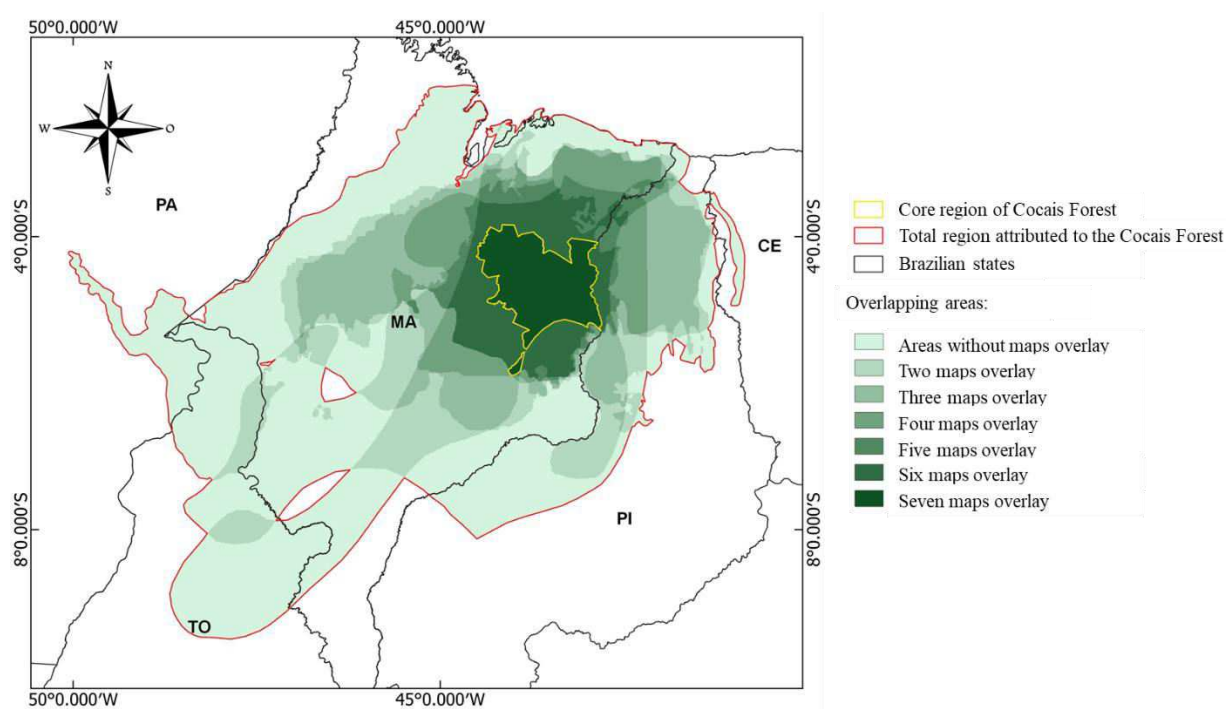 50°0.000'W
45°0.000'W
N
W
O
S
PA
4°0.000'S
4°0.000'S
CE
MA
8°0.000'S
8°0.000'S
PI
TO
50°0.000'W
45°0.000'W
Core region of Cocais Forest
Total region attributed to the Cocais Forest
Brazilian states
Overlapping areas:
Areas without maps overlay
Two maps overlay
Three maps overlay
Four maps overlay
Five maps overlay
Six maps overlay
Seven maps overlay